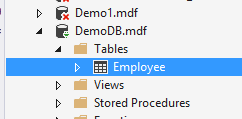 Demo1.mdf
DemoDB.mdf
Tables
Employee
Views
Stored Procedures